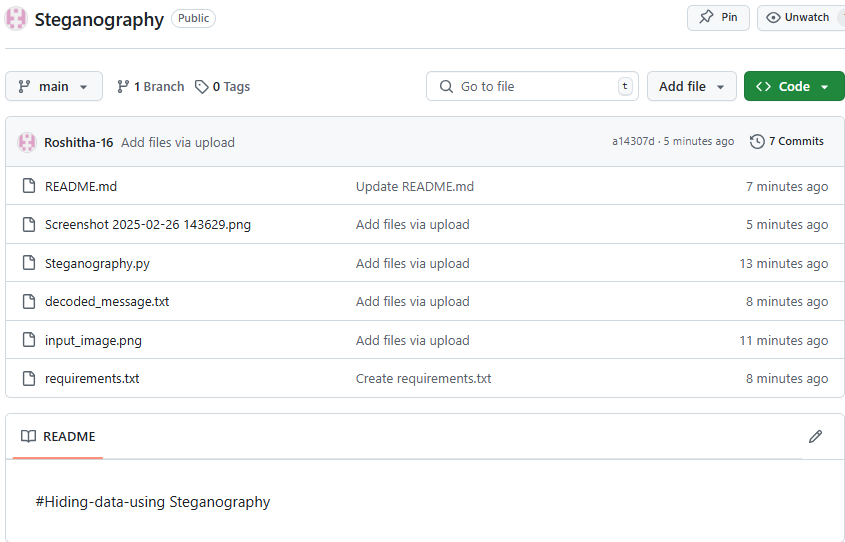 Steganography Public Pin Unwatch
main 1 Branch 0 Tags Go to file t Add file Code
Roshitha-16 Add files via upload a14307d · 5 minutes ago 7 Commits
README.md Update README.md 7 minutes ago
Screenshot 2025-02-26 143629.png Add files via upload 5 minutes ago
Steganography.py Add files via upload 13 minutes ago
decoded_message.txt Add files via upload 8 minutes ago
input_image.png Add files via upload 11 minutes ago
requirements.txt Create requirements.txt 8 minutes ago
README
#Hiding-data-using Steganography